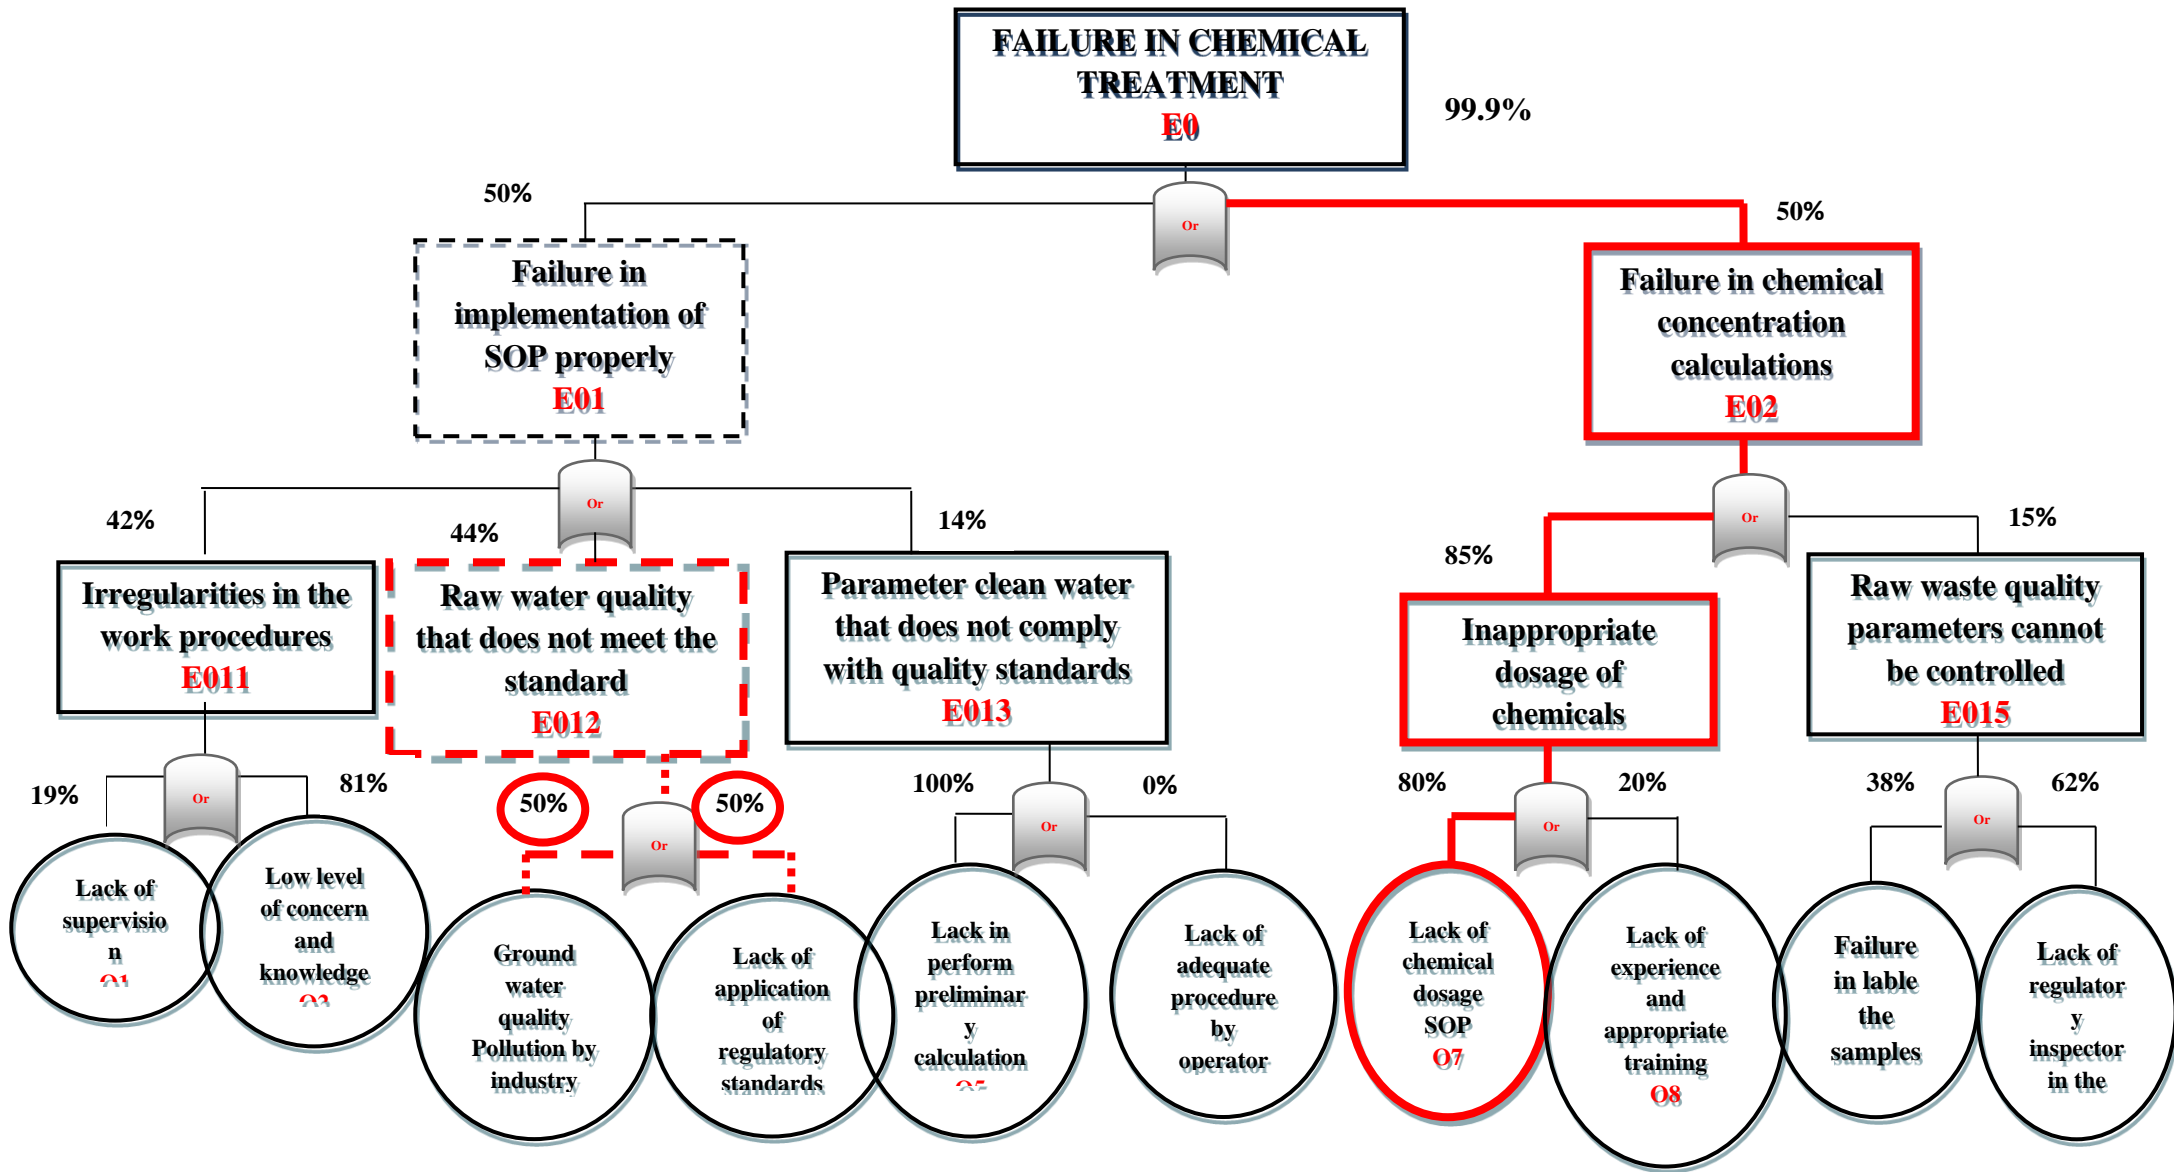 FAILURE IN CHEMICAL
TREATMENT
E0
99.9%
50%
Or
50%
Failure in
implementation of
SOP properly
E01
Failure in chemical
concentration
calculations
E02
42%
44%
Or
14%
85%
Or
15%
Irregularities in the
work procedures
E011
Raw water quality
that does not meet the
standard
E012
Parameter clean water
that does not comply
with quality standards
E013
Inappropriate
dosage of
chemicals
Raw waste quality
parameters cannot
be controlled
E015
19%
Or
81%
50%
Or
50%
100%
Or
0%
80%
Or
20%
38%
Or
62%
Lack of
supervisio
n
Low level
of concern
and
knowledge
Ground
water
quality
Pollution by
industry
Lack of
application
of
regulatory
standards
Lack in
perform
preliminar
y
calculation
Lack of
adequate
procedure
by
operator
Lack of
chemical
dosage
SOP
O7
Lack of
experience
and
appropriate
training
O8
Failure
in lable
the
samples
Lack of
regulator
y
inspector
in the